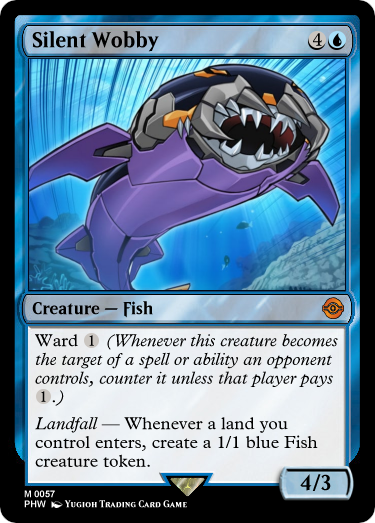 Silent Wobby 4
Creature — Fish
Ward 1 (Whenever this creature becomes
the target of a spell or ability an opponent
controls, counter it unless that player pays
1.)
Landfall — Whenever a land you
control enters, create a 1/1 blue Fish
creature token.
4/3
M 0057
PHW Yugioh Trading Card Game